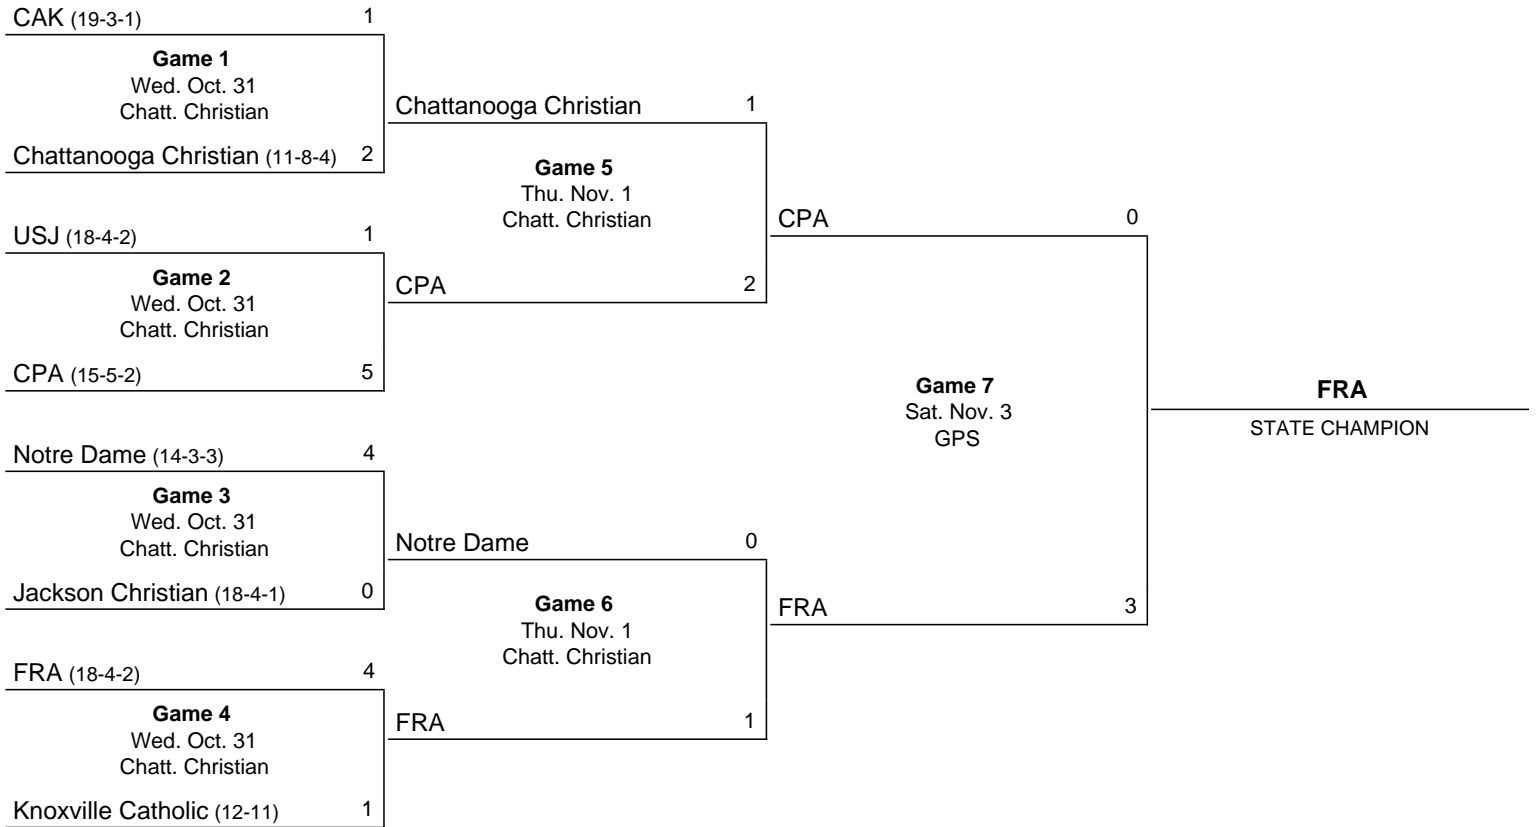 CAK (19-3-1) 1
Game 1
Wed. Oct. 31
Chatt. Christian
Chattanooga Christian (11-8-4) 2
USJ (18-4-2) 1
Game 2
Wed. Oct. 31
Chatt. Christian
CPA (15-5-2) 5
Notre Dame (14-3-3) 4
Game 3
Wed. Oct. 31
Chatt. Christian
Jackson Christian (18-4-1) 0
FRA (18-4-2) 4
Game 4
Wed. Oct. 31
Chatt. Christian
Knoxville Catholic (12-11) 1
Chattanooga Christian 1
Game 5
Thu. Nov. 1
Chatt. Christian
CPA 2
Notre Dame 0
Game 6
Thu. Nov. 1
Chatt. Christian
FRA 1
CPA 0
Game 7
Sat. Nov. 3
GPS
FRA 3
FRA
STATE CHAMPION